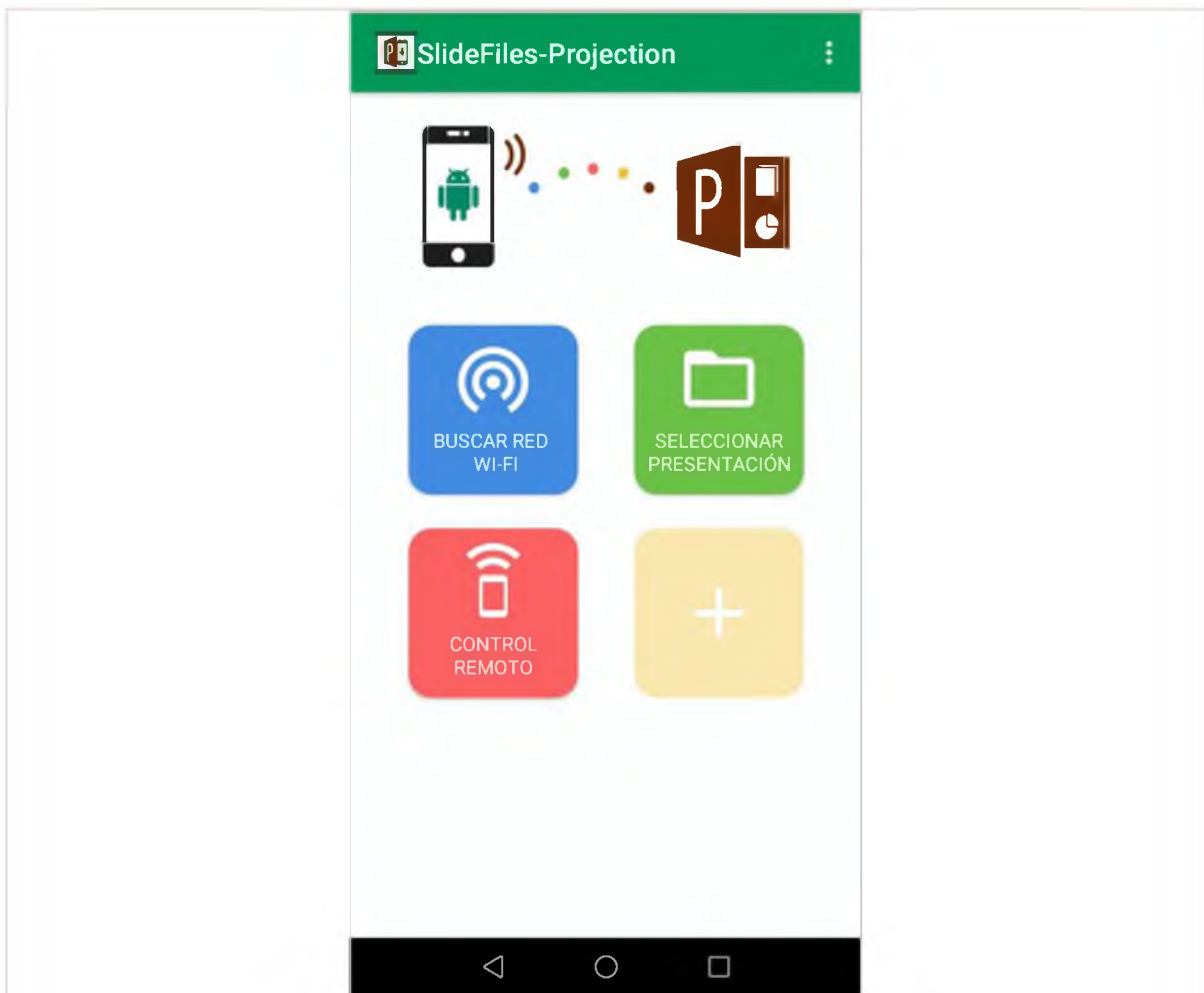 SlideFiles-Projection
P
BUSCAR RED
WI-FI
SELECCIONAR
PRESENTACIÓN
CONTROL
REMOTO